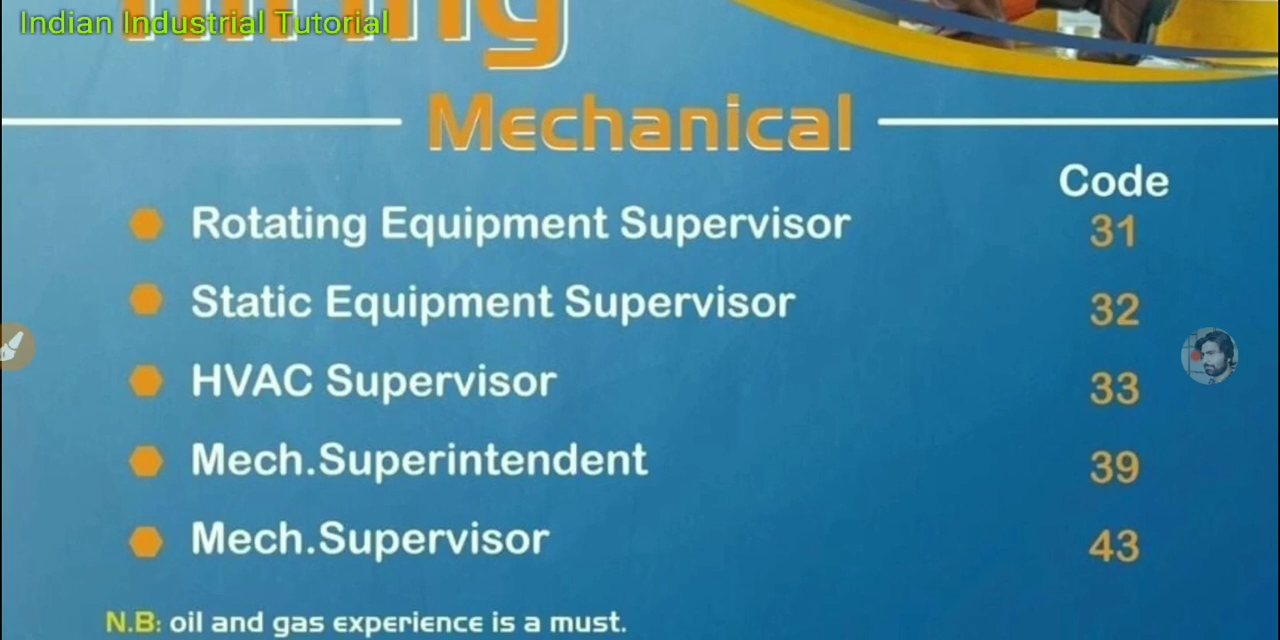 Indian Industrial Tutorial
Mechanical
Code
Rotating Equipment Supervisor 31
Static Equipment Supervisor 32
HVAC Supervisor 33
Mech.Superintendent 39
Mech.Supervisor 43
N.B: oil and gas experience is a must.